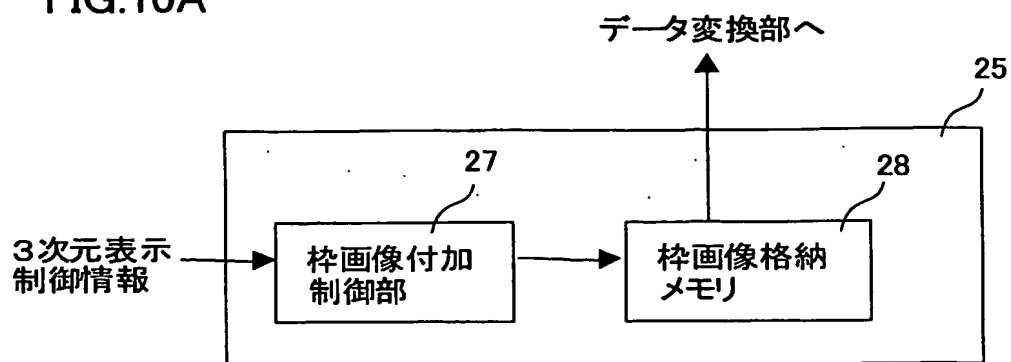 FIG.10A
データ変換部へ
25
27
28
3次元表示
制御情報
枠画像付加
制御部
枠画像格納
メモリ